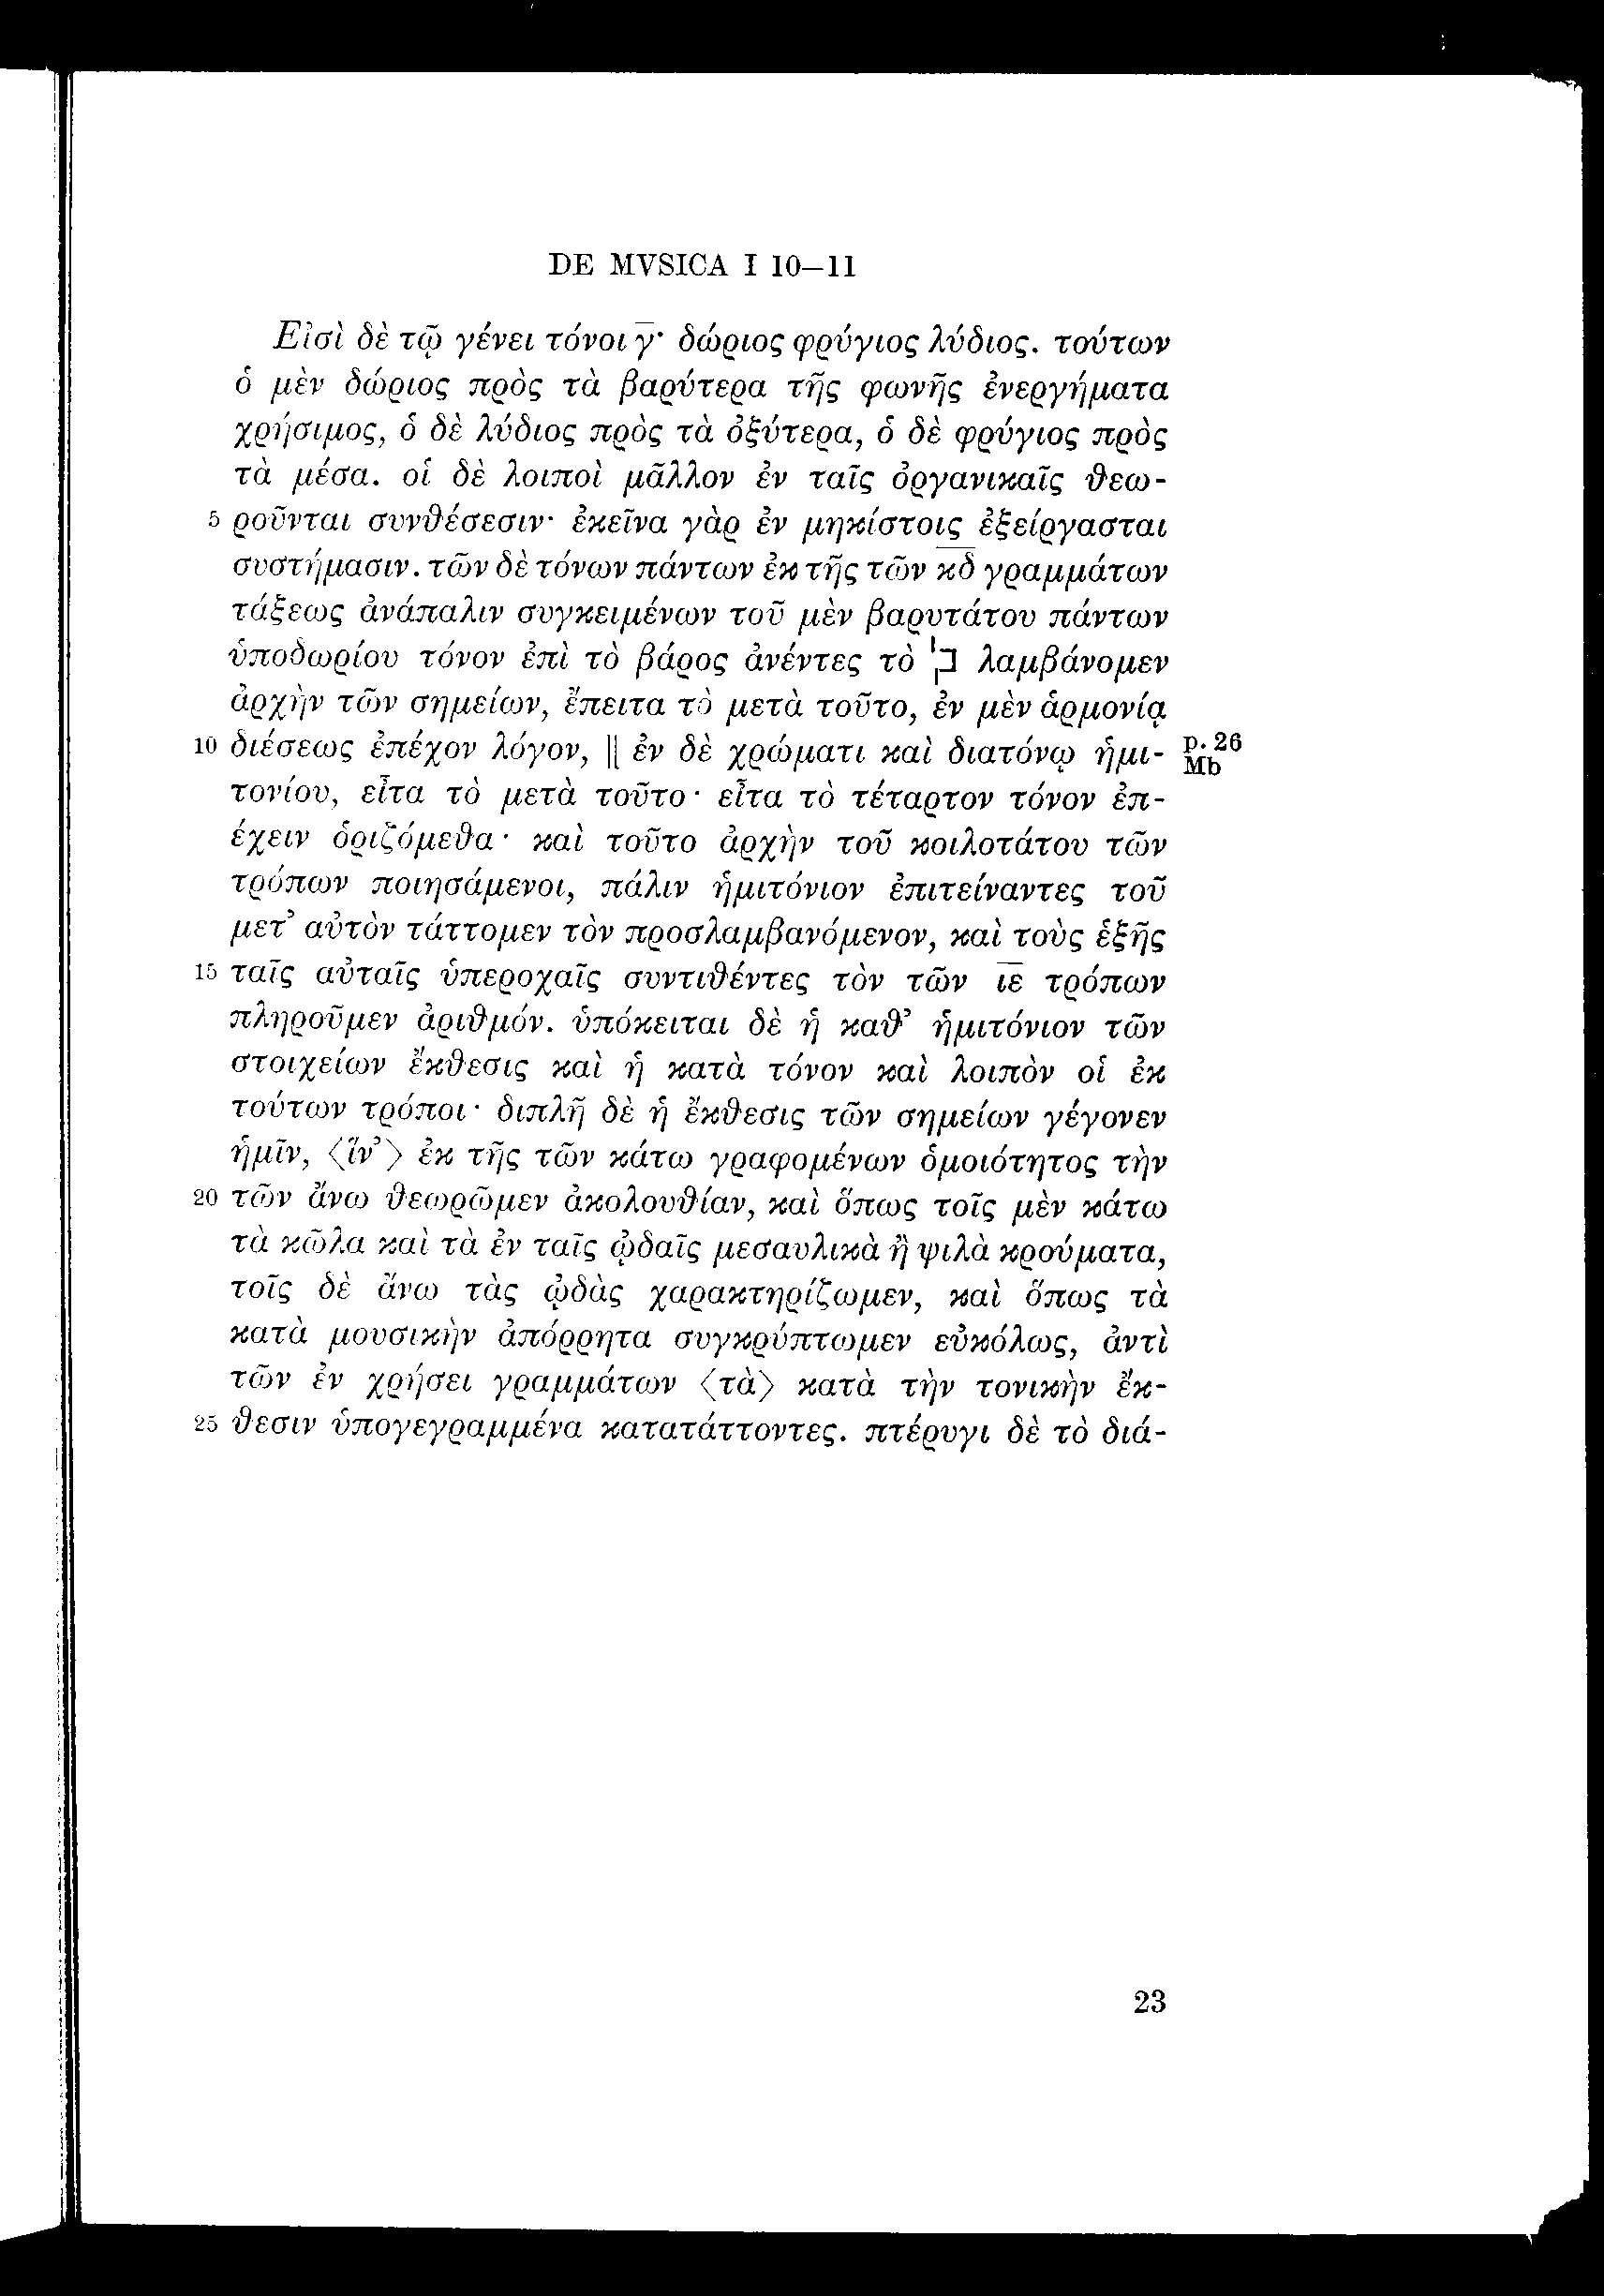 DE MVSICA I 10–11
Εἰσὶ δὲ τῷ γένει τόνοι γ̅· δώριος φρύγιος λύδιος. τούτων
ὁ μὲν δώριος πρὸς τὰ βαρύτερα τῆς φωνῆς ἐνεργήματα
χρήσιμος, ὁ δὲ λύδιος πρὸς τὰ ὀξύτερα, ὁ δὲ φρύγιος πρὸς
τὰ μέσα. οἱ δὲ λοιποὶ μᾶλλον ἐν ταῖς ὀργανικαῖς θεω-
5 ροῦνται συνθέσεσιν· ἐκεῖνα γὰρ ἐν μηκίστοις ἐξείργασται
συστήμασιν. τῶν δὲ τόνων πάντων ἐκ τῆς τῶν κ̅δ̅ γραμμάτων
τάξεως ἀνάπαλιν συγκειμένων τοῦ μὲν βαρυτάτου πάντων
ὑποδωρίου τόνον ἐπὶ τὸ βάρος ἀνέντες τὸ λαμβάνομεν
ἀρχὴν τῶν σημείων, ἔπειτα τὸ μετὰ τοῦτο, ἐν μὲν ἁρμονίᾳ
10 διέσεως ἐπέχον λόγον, || ἐν δὲ χρώματι καὶ διατόνῳ ἡμι- p. 26 Mb
τονίου, εἶτα τὸ μετὰ τοῦτο· εἶτα τὸ τέταρτον τόνον ἐπ-
έχειν ὁριζόμεθα· καὶ τοῦτο ἀρχὴν τοῦ κοιλοτάτου τῶν
τρόπων ποιησάμενοι, πάλιν ἡμιτόνιον ἐπιτείναντες τοῦ
μετ’ αὐτὸν τάττομεν τὸν προσλαμβανόμενον, καὶ τοὺς ἑξῆς
15 ταῖς αὐταῖς ὑπεροχαῖς συντιθέντες τὸν τῶν ι̅ε̅ τρόπων
πληροῦμεν ἀριθμόν. ὑπόκειται δὲ ἡ καθ’ ἡμιτόνιον τῶν
στοιχείων ἔκθεσις καὶ ἡ κατὰ τόνον καὶ λοιπὸν οἱ ἐκ
τούτων τρόποι· διπλῆ δὲ ἡ ἔκθεσις τῶν σημείων γέγονεν
ἡμῖν, ⟨ἵν’⟩ ἐκ τῆς τῶν κάτω γραφομένων ὁμοιότητος τὴν
20 τῶν ἄνω θεωρῶμεν ἀκολουθίαν, καὶ ὅπως τοῖς μὲν κάτω
τὰ κῶλα καὶ τὰ ἐν ταῖς ᾠδαῖς μεσαυλικὰ ἢ ψιλὰ κρούματα,
τοῖς δὲ ἄνω τὰς ᾠδὰς χαρακτηρίζωμεν, καὶ ὅπως τὰ
κατὰ μουσικὴν ἀπόρρητα συγκρύπτωμεν εὐκόλως, ἀντὶ
τῶν ἐν χρήσει γραμμάτων ⟨τὰ⟩ κατὰ τὴν τονικὴν ἔκ-
25 θεσιν ὑπογεγραμμένα κατατάττοντες. πτέρυγι δὲ τὸ διά-
23